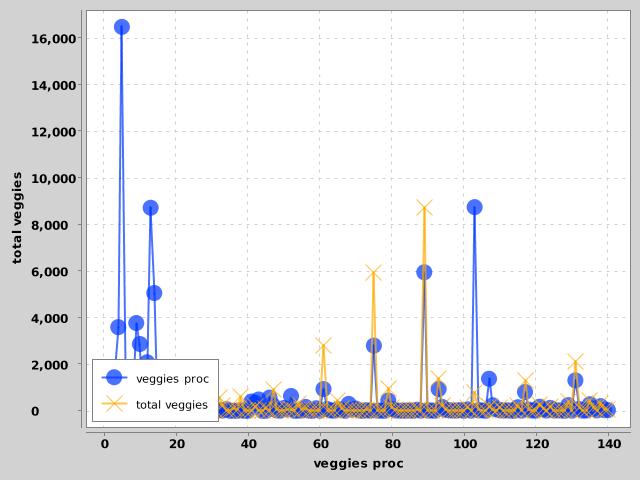 16,000
14,000
12,000
10,000
8,000
6,000
4,000
2,000
0
total veggies
veggies proc
total veggies
0 20 40 60 80 100 120 140
veggies proc